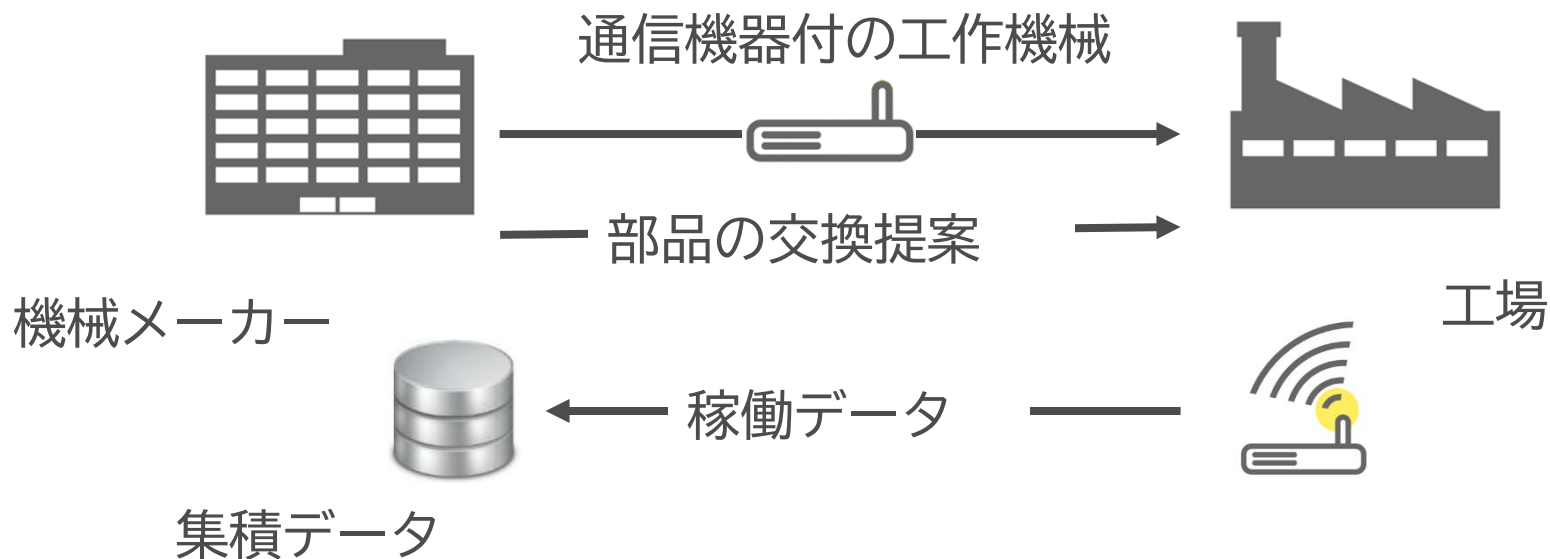 通信機器付の工作機械
部品の交換提案
機械メーカー
工場
稼働データ
集積データ